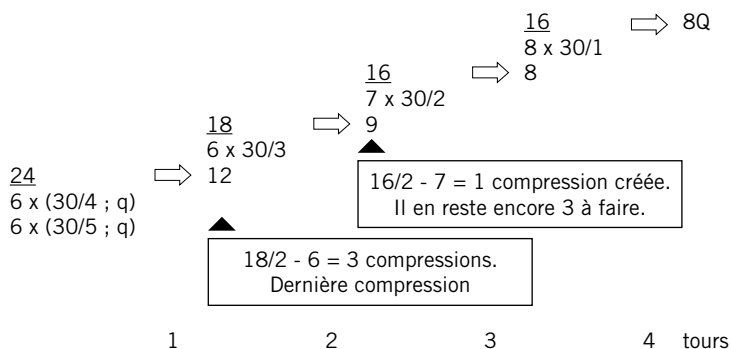 24
6 x (30/4 ; q)
6 x (30/5 ; q)
18
6 x 30/3
12
18/2 - 6 = 3 compressions.
Dernière compression
16
7 x 30/2
9
16/2 - 7 = 1 compression créée.
Il en reste encore 3 à faire.
16
8 x 30/1
8
8Q
1 2 3 4 tours